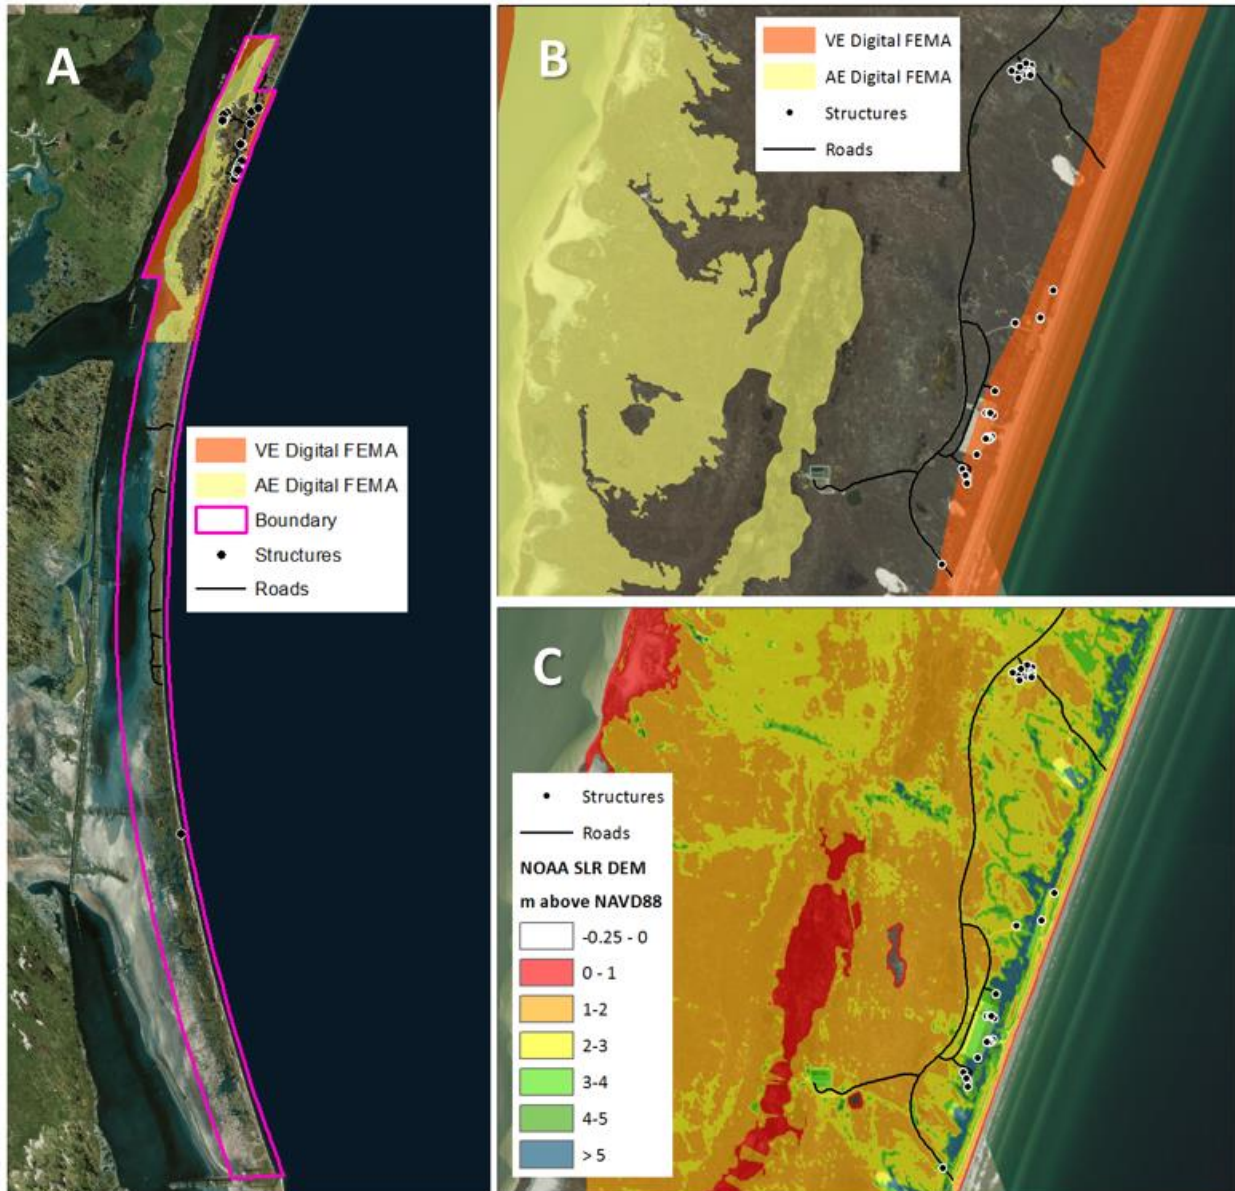 A
VE Digital FEMA
AE Digital FEMA
Boundary
Structures
Roads
B
VE Digital FEMA
AE Digital FEMA
Structures
Roads
C
Structures
Roads
NOAA SLR DEM
m above NAVD88
-0.25 - 0
0 - 1
1-2
2-3
3-4
4-5
> 5